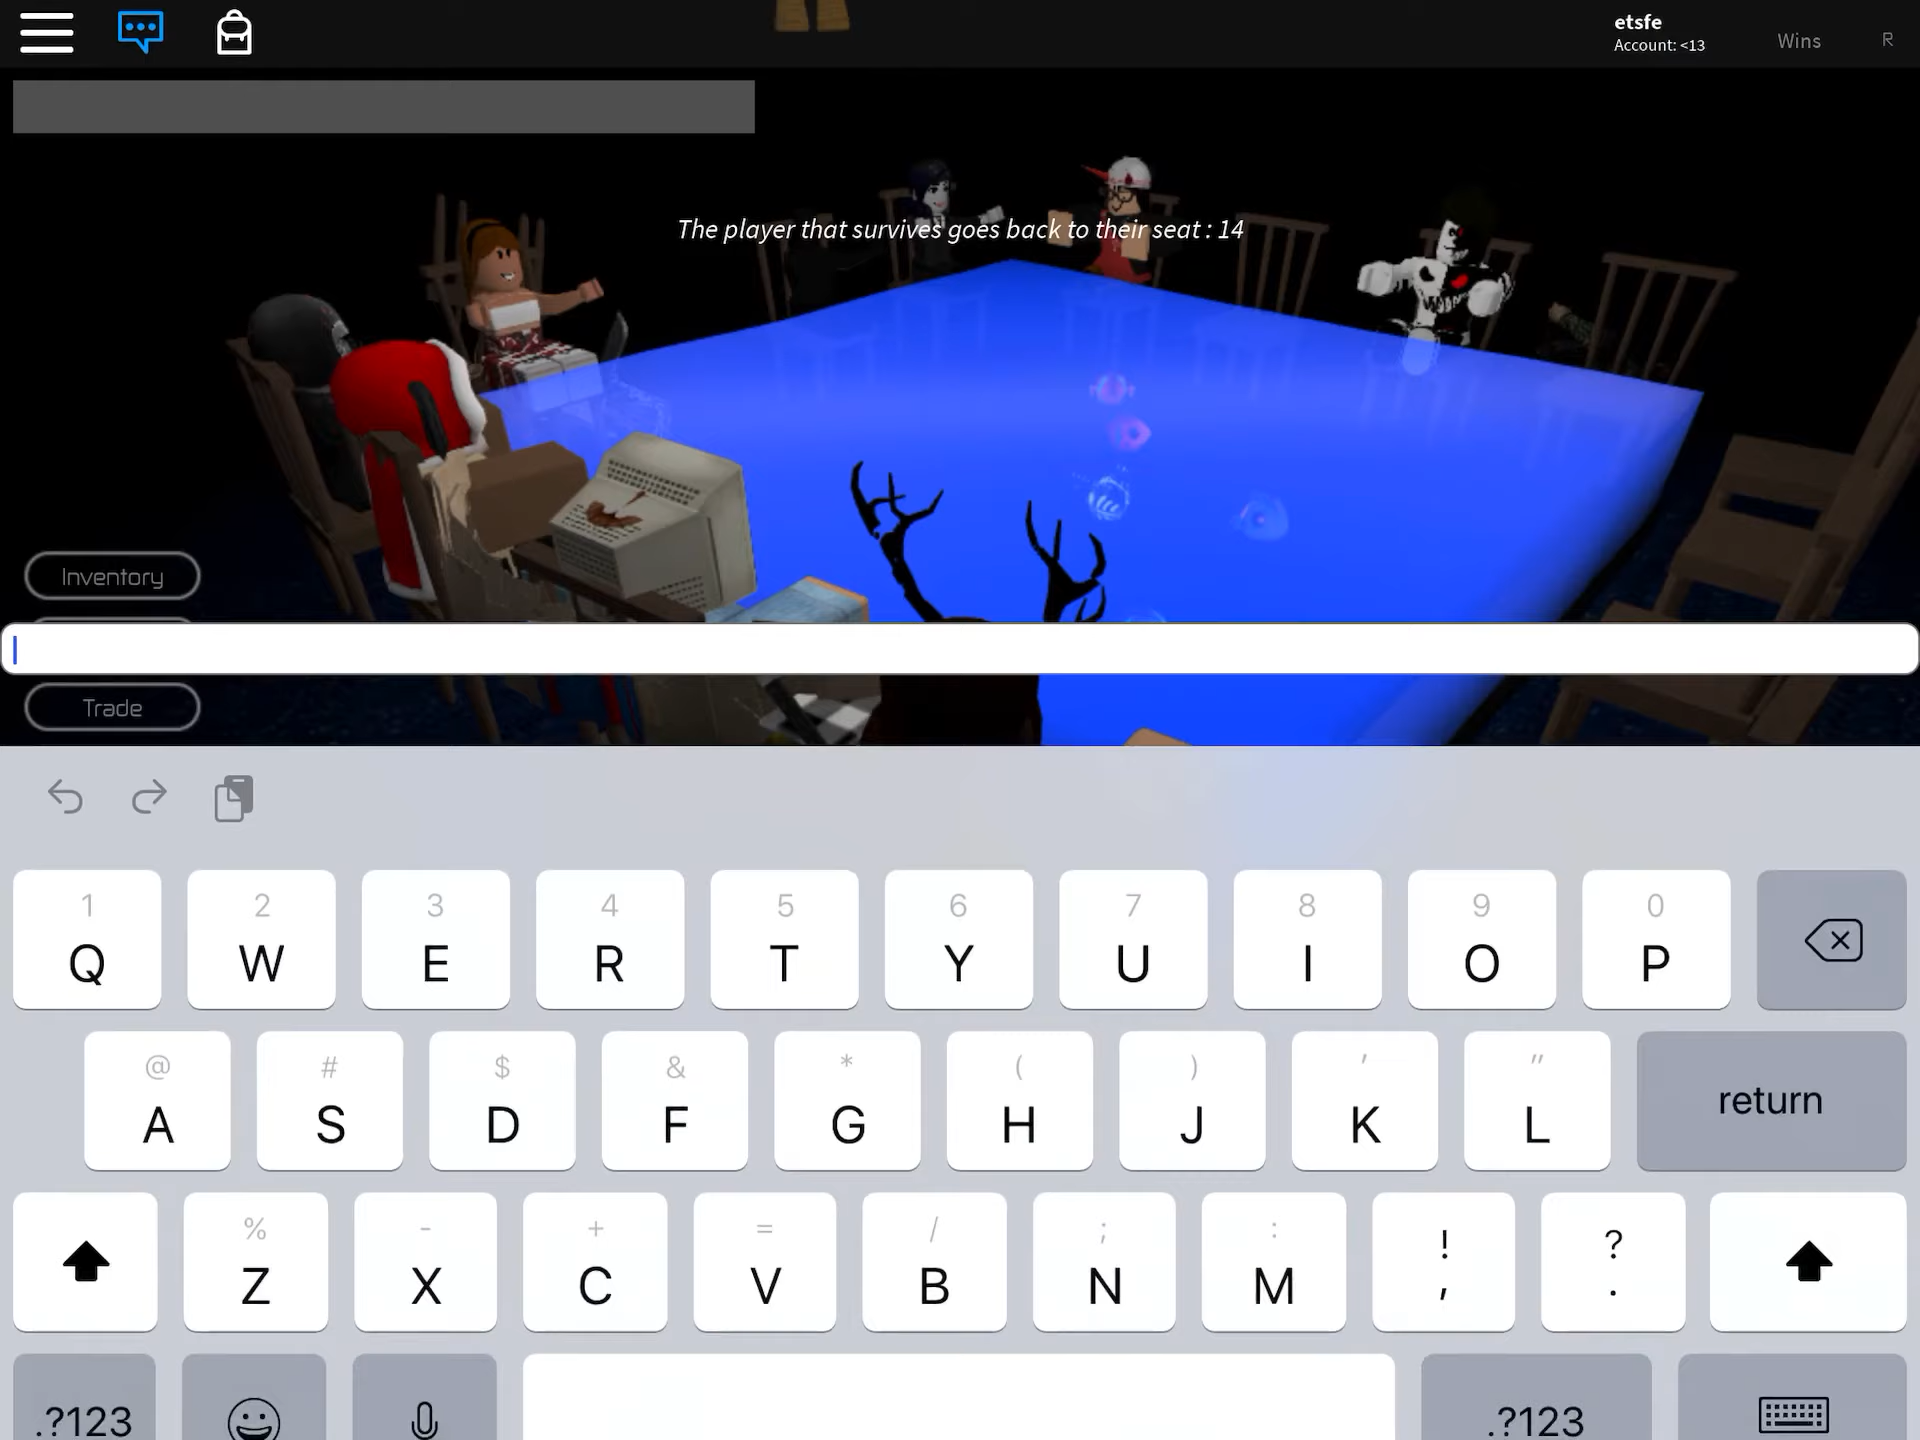 etsfe
Account: <13
Wins
R
The player that survives goes back to their seat : 14
Inventory
Trade
1 2 3 4 5 6 7 8 9 0
Q W E R T Y U I O P
@ # $ & * ( ) ' "
A S D F G H J K L return
% - + = / ; : ! ?
Z X C V B N M , .
.?123 .?123